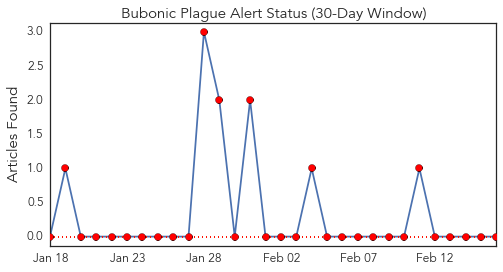 Bubonic Plague Alert Status (30-Day Window)
Articles Found
3.0
2.5
2.0
1.5
1.0
0.5
0.0
Jan 18 Jan 23 Jan 28 Feb 02 Feb 07 Feb 12